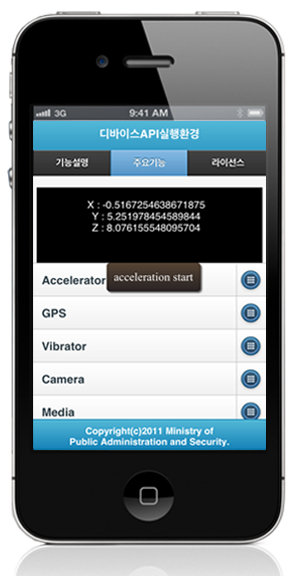 3G 9:41 AM
디바이스API실행환경
기능설명 주요기능 라이선스
X : -0.5167254638671875
Y : 5.251978454589844
Z : 8.076155548095704
Accelerator
acceleration start
GPS
Vibrator
Camera
Media
Copyright(c)2011 Ministry of
Public Administration and Security.